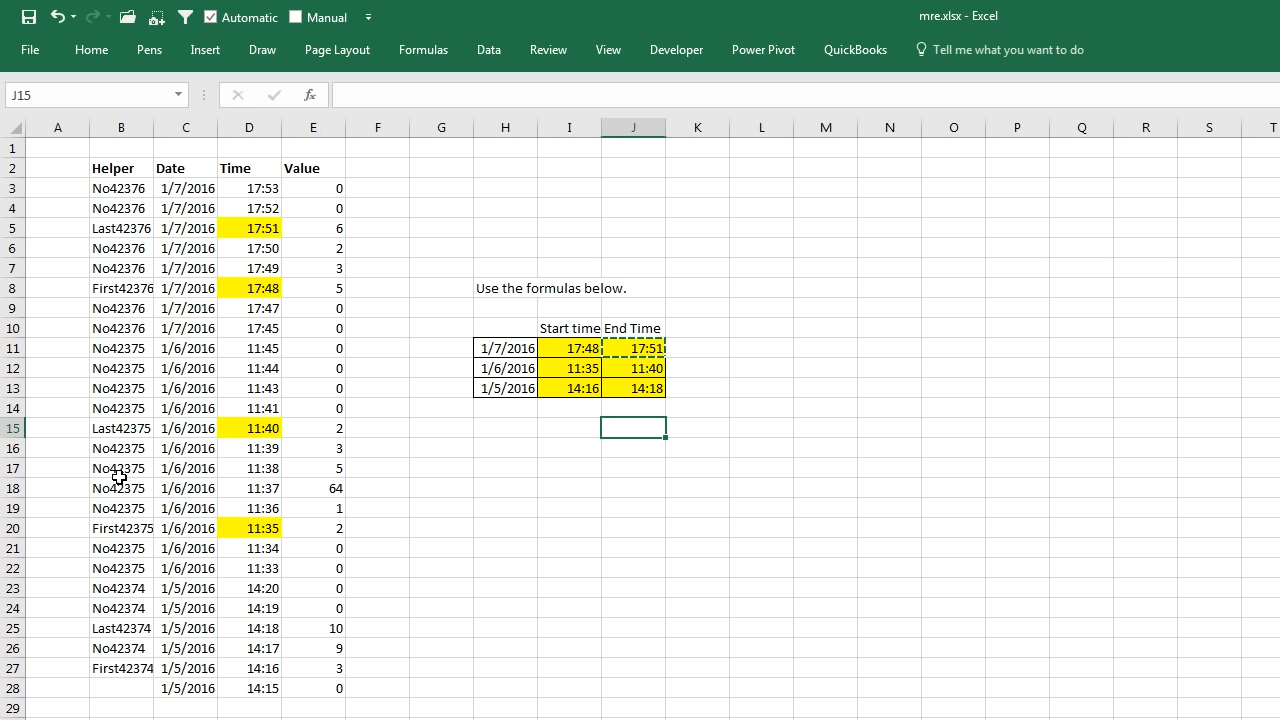 Automatic Manual mre.xlsx - Excel
File Home Pens Insert Draw Page Layout Formulas Data Review View Developer Power Pivot QuickBooks Tell me what you want to do
J15 fx
A B C D E F G H I J K L M N O P Q R S T
1
2 Helper Date Time Value
3 No42376 1/7/2016 17:53 0
4 No42376 1/7/2016 17:52 0
5 Last42376 1/7/2016 17:51 6
6 No42376 1/7/2016 17:50 2
7 No42376 1/7/2016 17:49 3
8 First42376 1/7/2016 17:48 5 Use the formulas below.
9 No42376 1/7/2016 17:47 0
10 No42376 1/7/2016 17:45 0 Start time End Time
11 No42375 1/6/2016 11:45 0 1/7/2016 17:48 17:51
12 No42375 1/6/2016 11:44 0 1/6/2016 11:35 11:40
13 No42375 1/6/2016 11:43 0 1/5/2016 14:16 14:18
14 No42375 1/6/2016 11:41 0
15 Last42375 1/6/2016 11:40 2
16 No42375 1/6/2016 11:39 3
17 No42375 1/6/2016 11:38 5
18 No42375 1/6/2016 11:37 64
19 No42375 1/6/2016 11:36 1
20 First42375 1/6/2016 11:35 2
21 No42375 1/6/2016 11:34 0
22 No42375 1/6/2016 11:33 0
23 No42374 1/5/2016 14:20 0
24 No42374 1/5/2016 14:19 0
25 Last42374 1/5/2016 14:18 10
26 No42374 1/5/2016 14:17 9
27 First42374 1/5/2016 14:16 3
28 1/5/2016 14:15 0
29